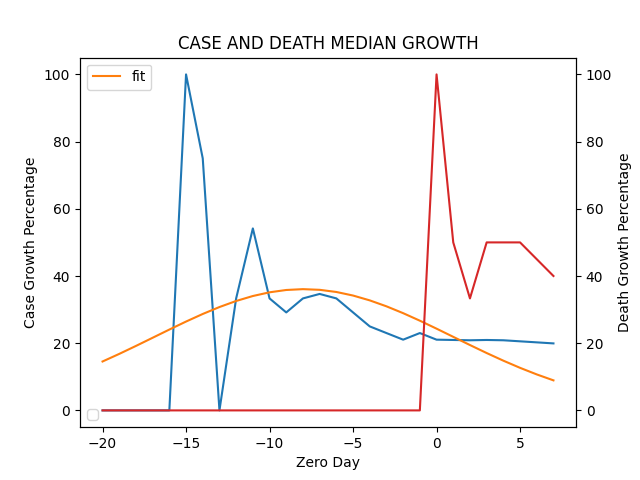 CASE AND DEATH MEDIAN GROWTH
fit
100
80
60
40
20
0
Case Growth Percentage
100
80
60
40
20
0
Death Growth Percentage
−20 −15 −10 −5 0 5
Zero Day